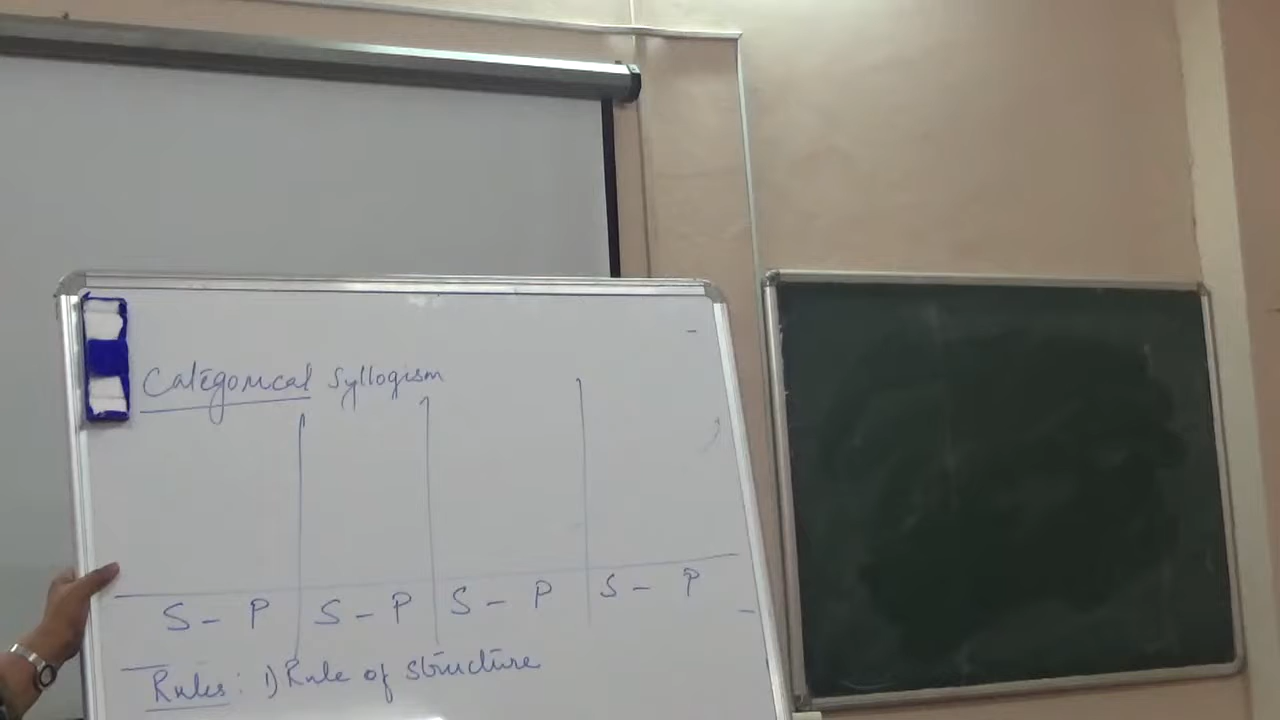 Categorical Syllogism
S - P S - P S - P S - P
Rules: 1) Rule of structure